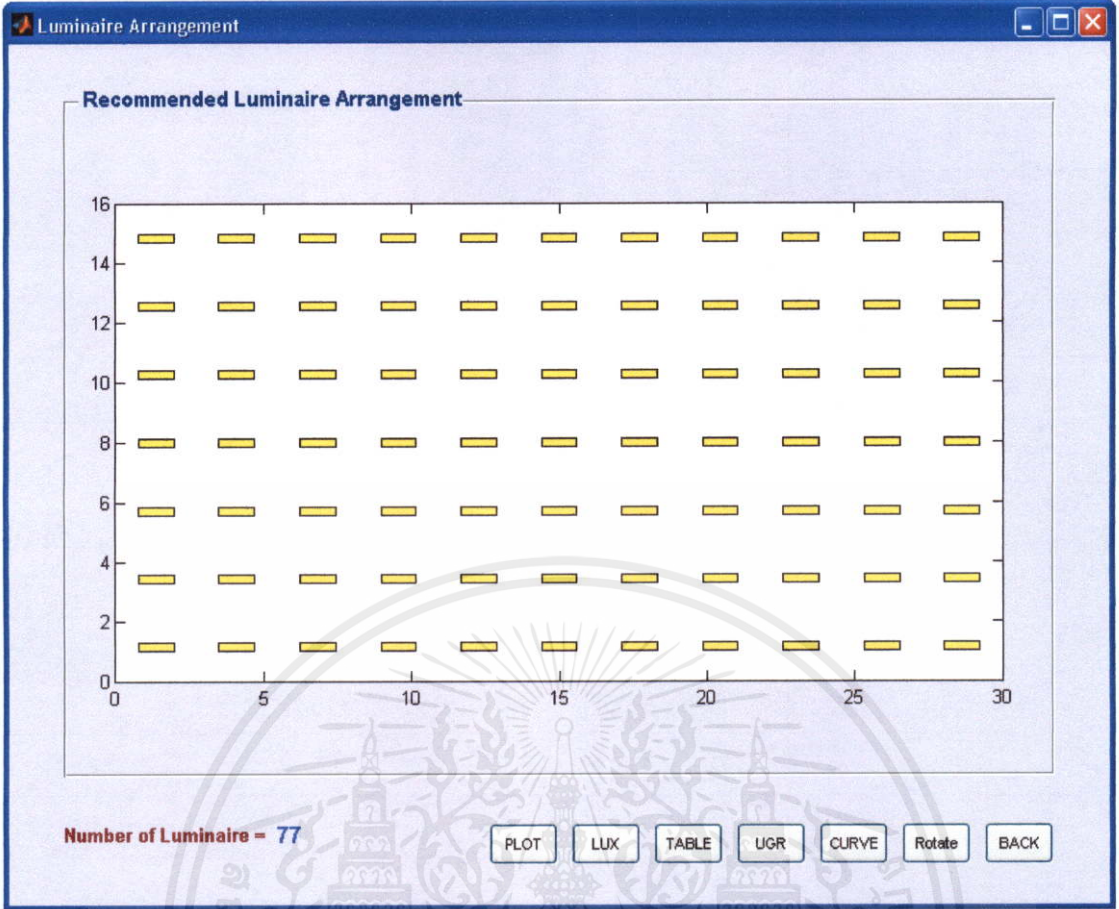 Luminaire Arrangement
Recommended Luminaire Arrangement
16
14
12
10
8
6
4
2
0
0 5 10 15 20 25 30
Number of Luminaire = 77
PLOT LUX TABLE UGR CURVE Rotate BACK